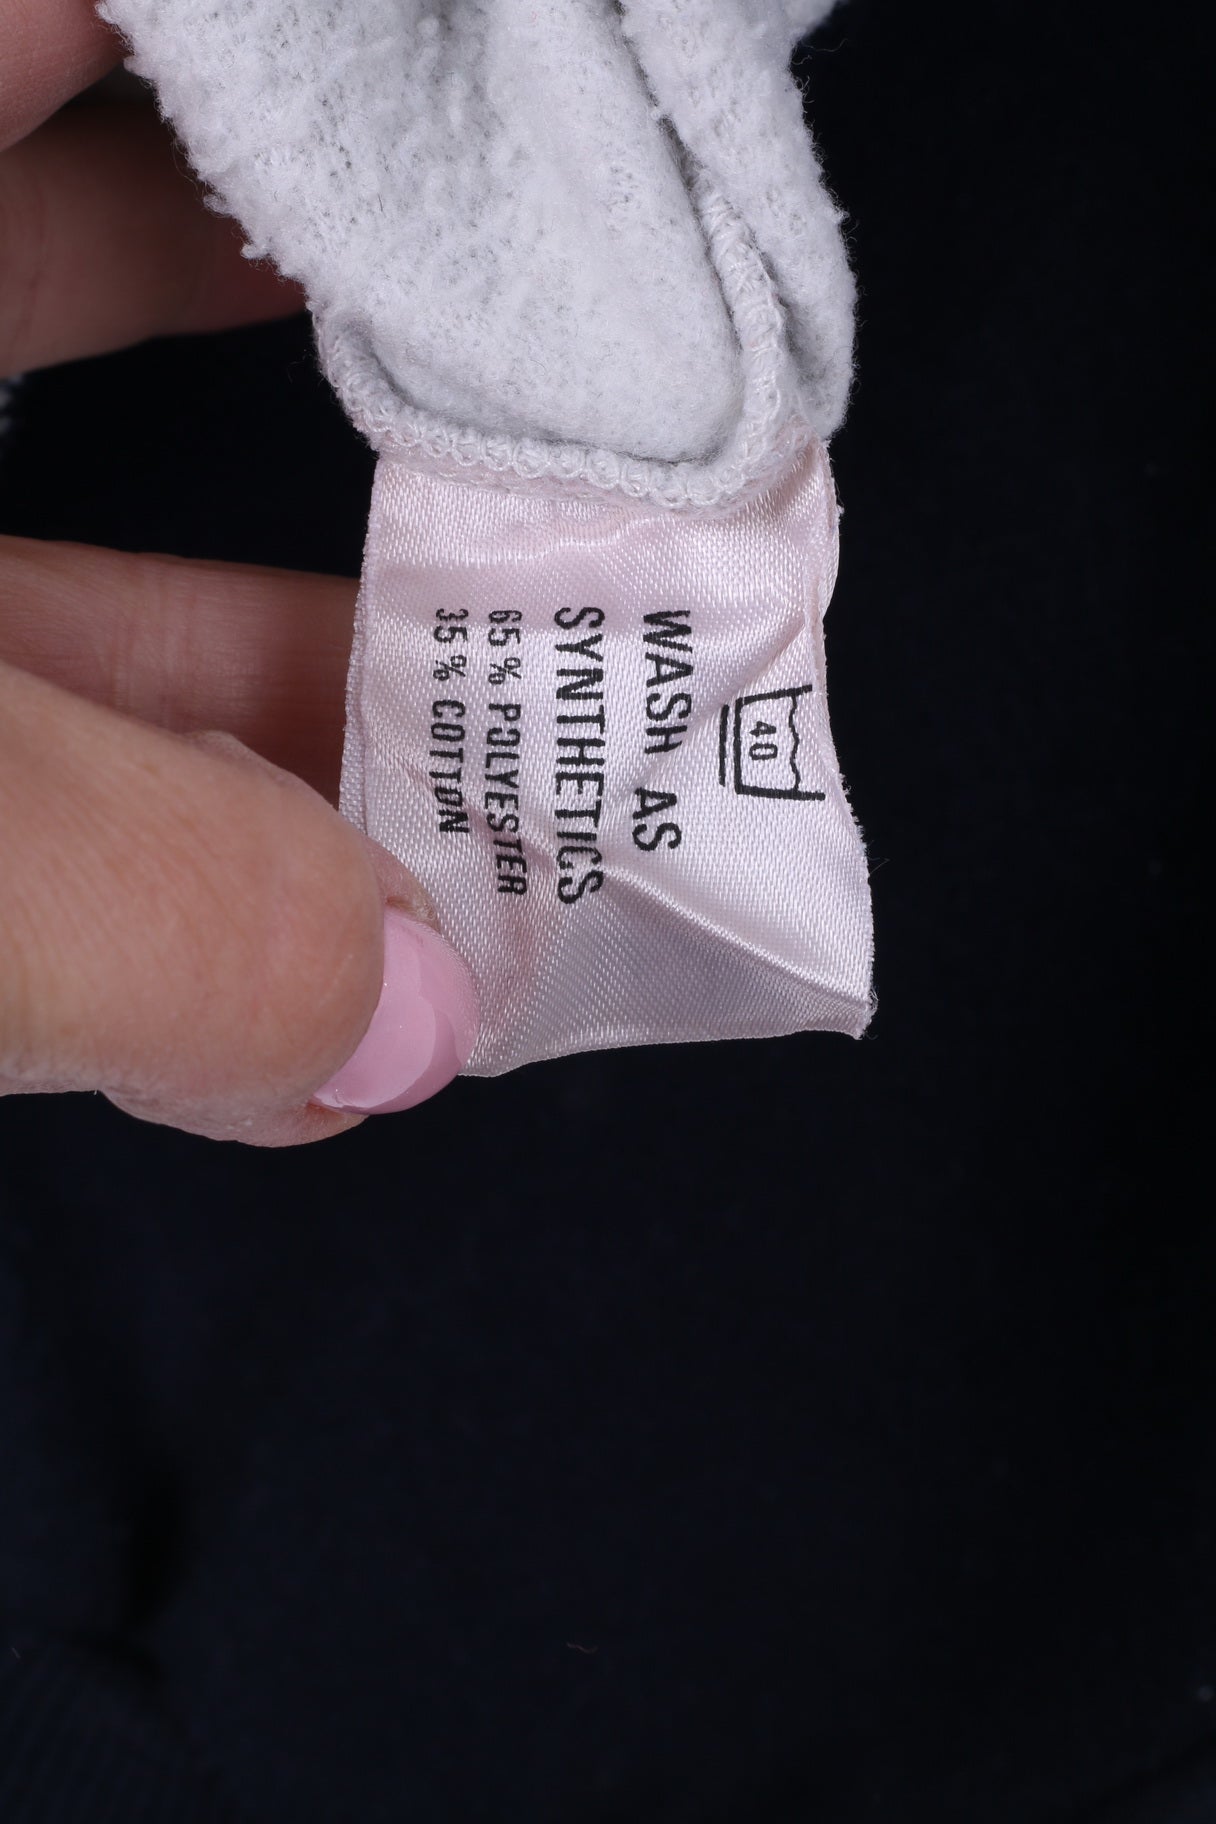 40
WASH AS
SYNTHETICS
65% POLYESTER
35% COTTON